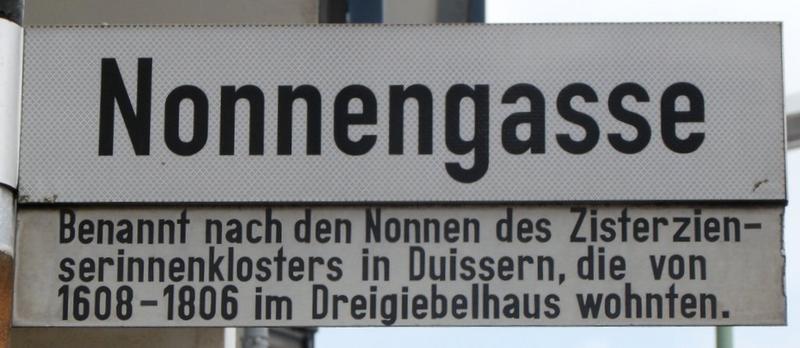 Nonnengasse
Benannt nach den Nonnen des Zisterzien-
serinnenklosters in Duissern, die von
1608-1806 im Dreigiebelhaus wohnten.